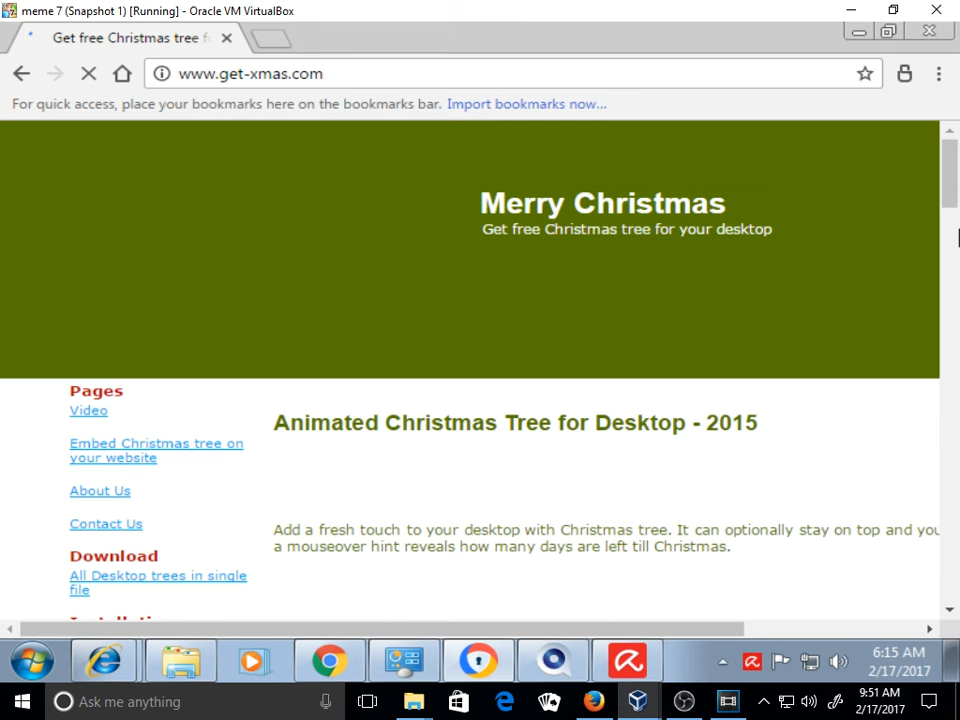 meme 7 (Snapshot 1) [Running] - Oracle VM VirtualBox
Get free Christmas tree f
www.get-xmas.com
For quick access, place your bookmarks here on the bookmarks bar. Import bookmarks now...
Merry Christmas
Get free Christmas tree for your desktop
Pages
Video
Embed Christmas tree on
your website
About Us
Contact Us
Download
All Desktop trees in single
file
Animated Christmas Tree for Desktop - 2015
Add a fresh touch to your desktop with Christmas tree. It can optionally stay on top and you
a mouseover hint reveals how many days are left till Christmas.
6:15 AM
2/17/2017
Ask me anything
9:51 AM
2/17/2017